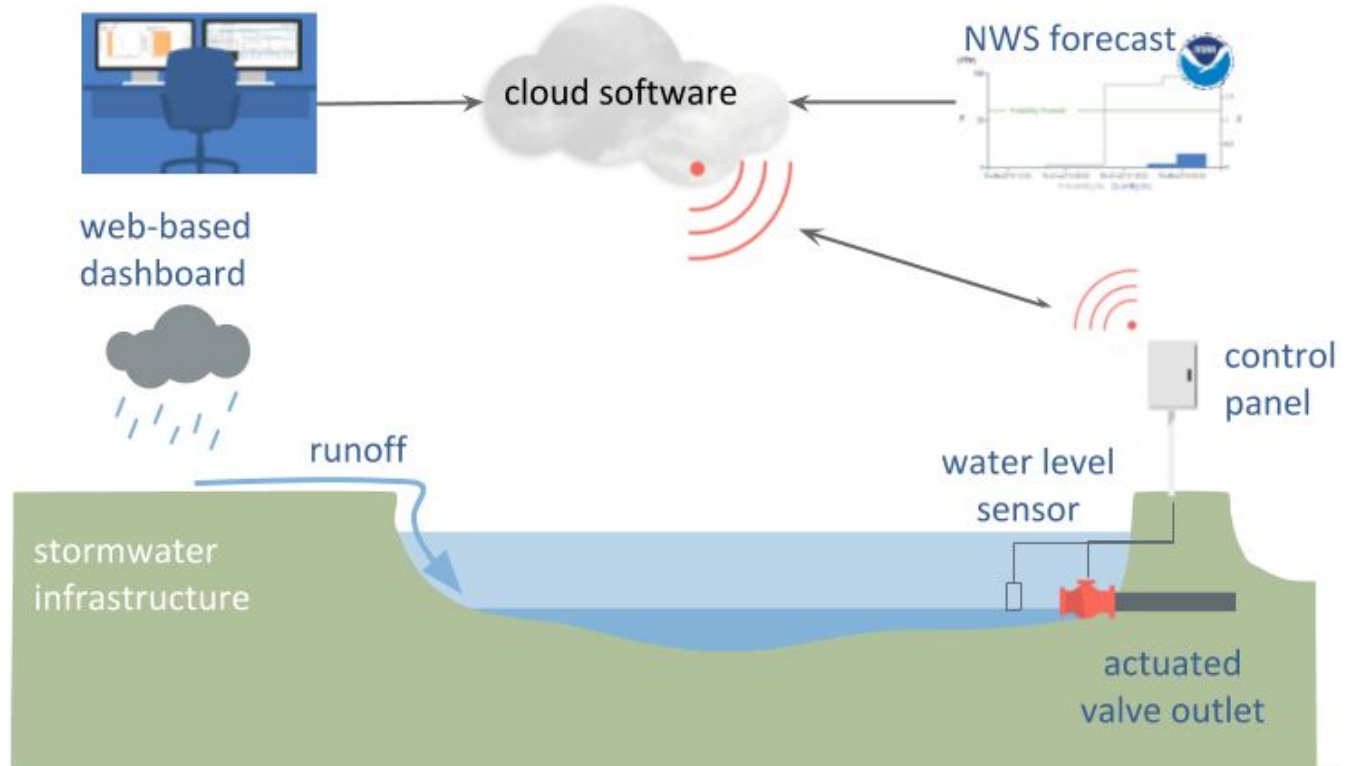 NWS forecast
cloud software
web-based
dashboard
control
panel
runoff
water level
sensor
stormwater
infrastructure
actuated
valve outlet